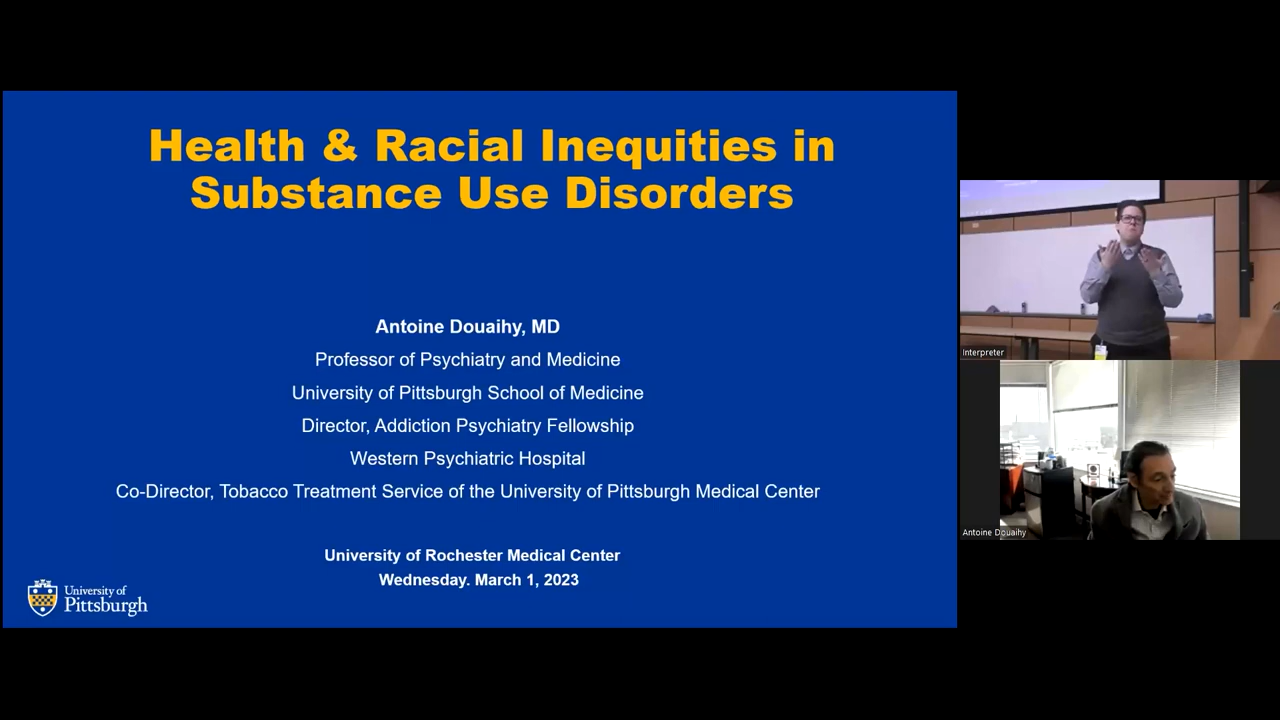 Health & Racial Inequities in
Substance Use Disorders
Antoine Douaihy, MD
Professor of Psychiatry and Medicine
University of Pittsburgh School of Medicine
Director, Addiction Psychiatry Fellowship
Western Psychiatric Hospital
Co-Director, Tobacco Treatment Service of the University of Pittsburgh Medical Center
University of Rochester Medical Center
Wednesday. March 1, 2023
University of
Pittsburgh
Interpreter
Antoine Douaihy